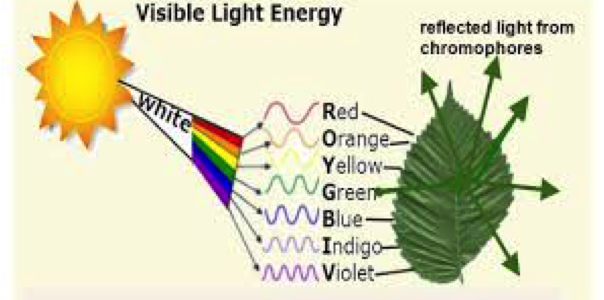 Visible Light Energy
reflected light from
chromophores
white
Red
Orange
Yellow
Green
Blue
Indigo
Violet